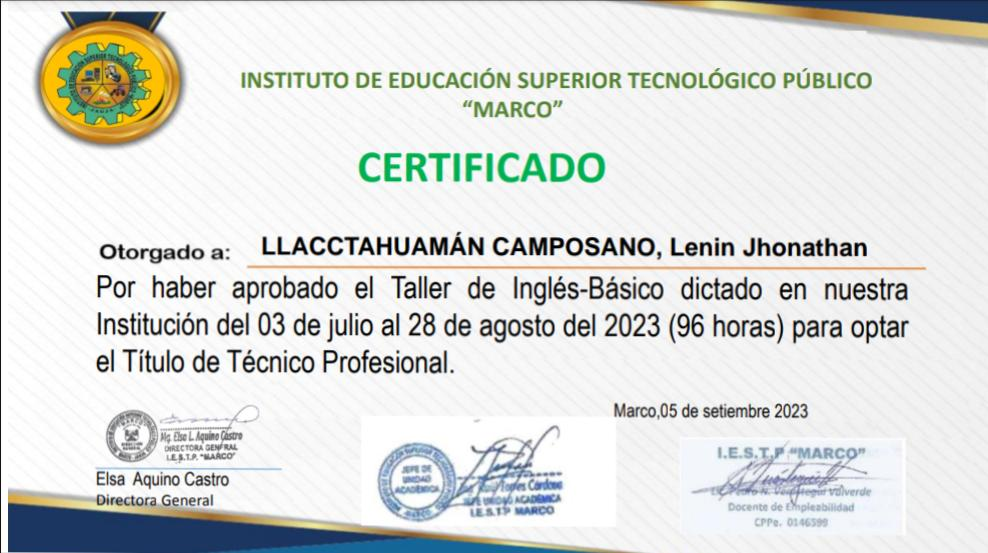 INSTITUTO DE EDUCACIÓN SUPERIOR TECNOLÓGICO PÚBLICO
“MARCO”
CERTIFICADO
Otorgado a: LLACCTAHUAMÁN CAMPOSANO, Lenin Jhonathan
Por haber aprobado el Taller de Inglés-Básico dictado en nuestra
Institución del 03 de julio al 28 de agosto del 2023 (96 horas) para optar
el Título de Técnico Profesional.
Marco,05 de setiembre 2023
Mg. Elsa L. Aquino Castro
DIRECTORA GENERAL
I.E.S.T.P. “MARCO”
Elsa Aquino Castro
Directora General
JEFE DE
UNIDAD
ACADÉMICA
Torres Cárdenas
JEFE UNIDAD ACADÉMICA
I.E.S.T.P MARCO
I.E.S.T.P “MARCO”
N. Valverde
Docente de Empleabilidad
CPPe. 0146599